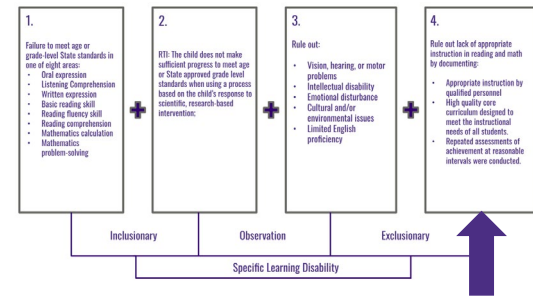 1.
Failure to meet age or
grade-level State standards in
one of eight areas:
• Oral expression
• Listening Comprehension
• Written expression
• Basic reading skill
• Reading fluency skill
• Reading comprehension
• Mathematics calculation
• Mathematics
problem-solving
2.
RTI: The child does not make
sufficient progress to meet age
or State approved grade level
standards when using a process
based on the child's response to
scientific, research-based
intervention:
3.
Rule out:
• Vision, hearing, or motor
problems
• Intellectual disability
• Emotional disturbance
• Cultural and/or
environmental issues
• Limited English
proficiency
4.
Rule out lack of appropriate
instruction in reading and math
by documenting:
• Appropriate instruction by
qualified personnel
• High quality core
curriculum designed to
meet the instructional
needs of all students.
• Repeated assessments of
achievement at reasonable
intervals were conducted.
Inclusionary
Observation
Exclusionary
Specific Learning Disability